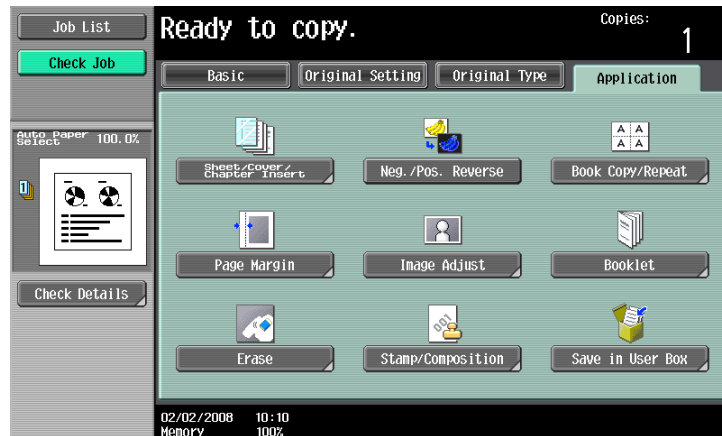 Job List
Check Job
Ready to copy.
Copies:
1
Basic
Original Setting
Original Type
Application
Auto Paper
Select
100.0%
1
Sheet/Cover/
Chapter Insert
Neg./Pos. Reverse
A A
A A
Book Copy/Repeat
Page Margin
Image Adjust
Booklet
Check Details
001
Erase
Stamp/Composition
Save in User Box
02/02/2008 10:10
Memory 100%